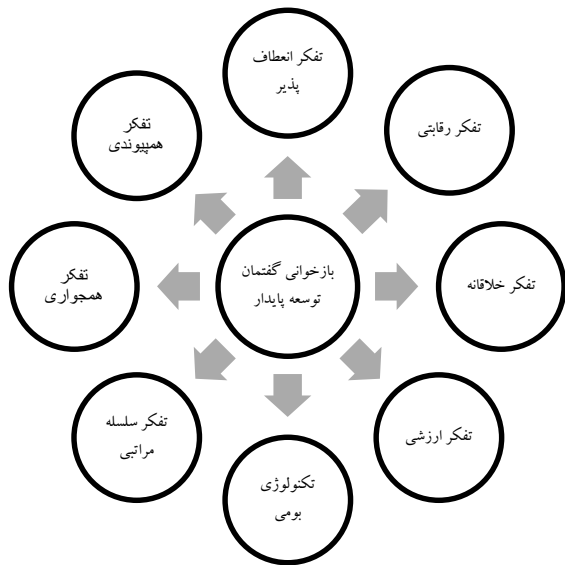 تفکر انعطاف
پذیر
تفکر رقابتی
تفکر خلاقانه
تفکر ارزشی
تکنولوژی
بومی
تفکر سلسله
مراتبی
تفکر
همجواری
تفکر
همپیوندی
بازخوانی گفتمان
توسعه پایدار